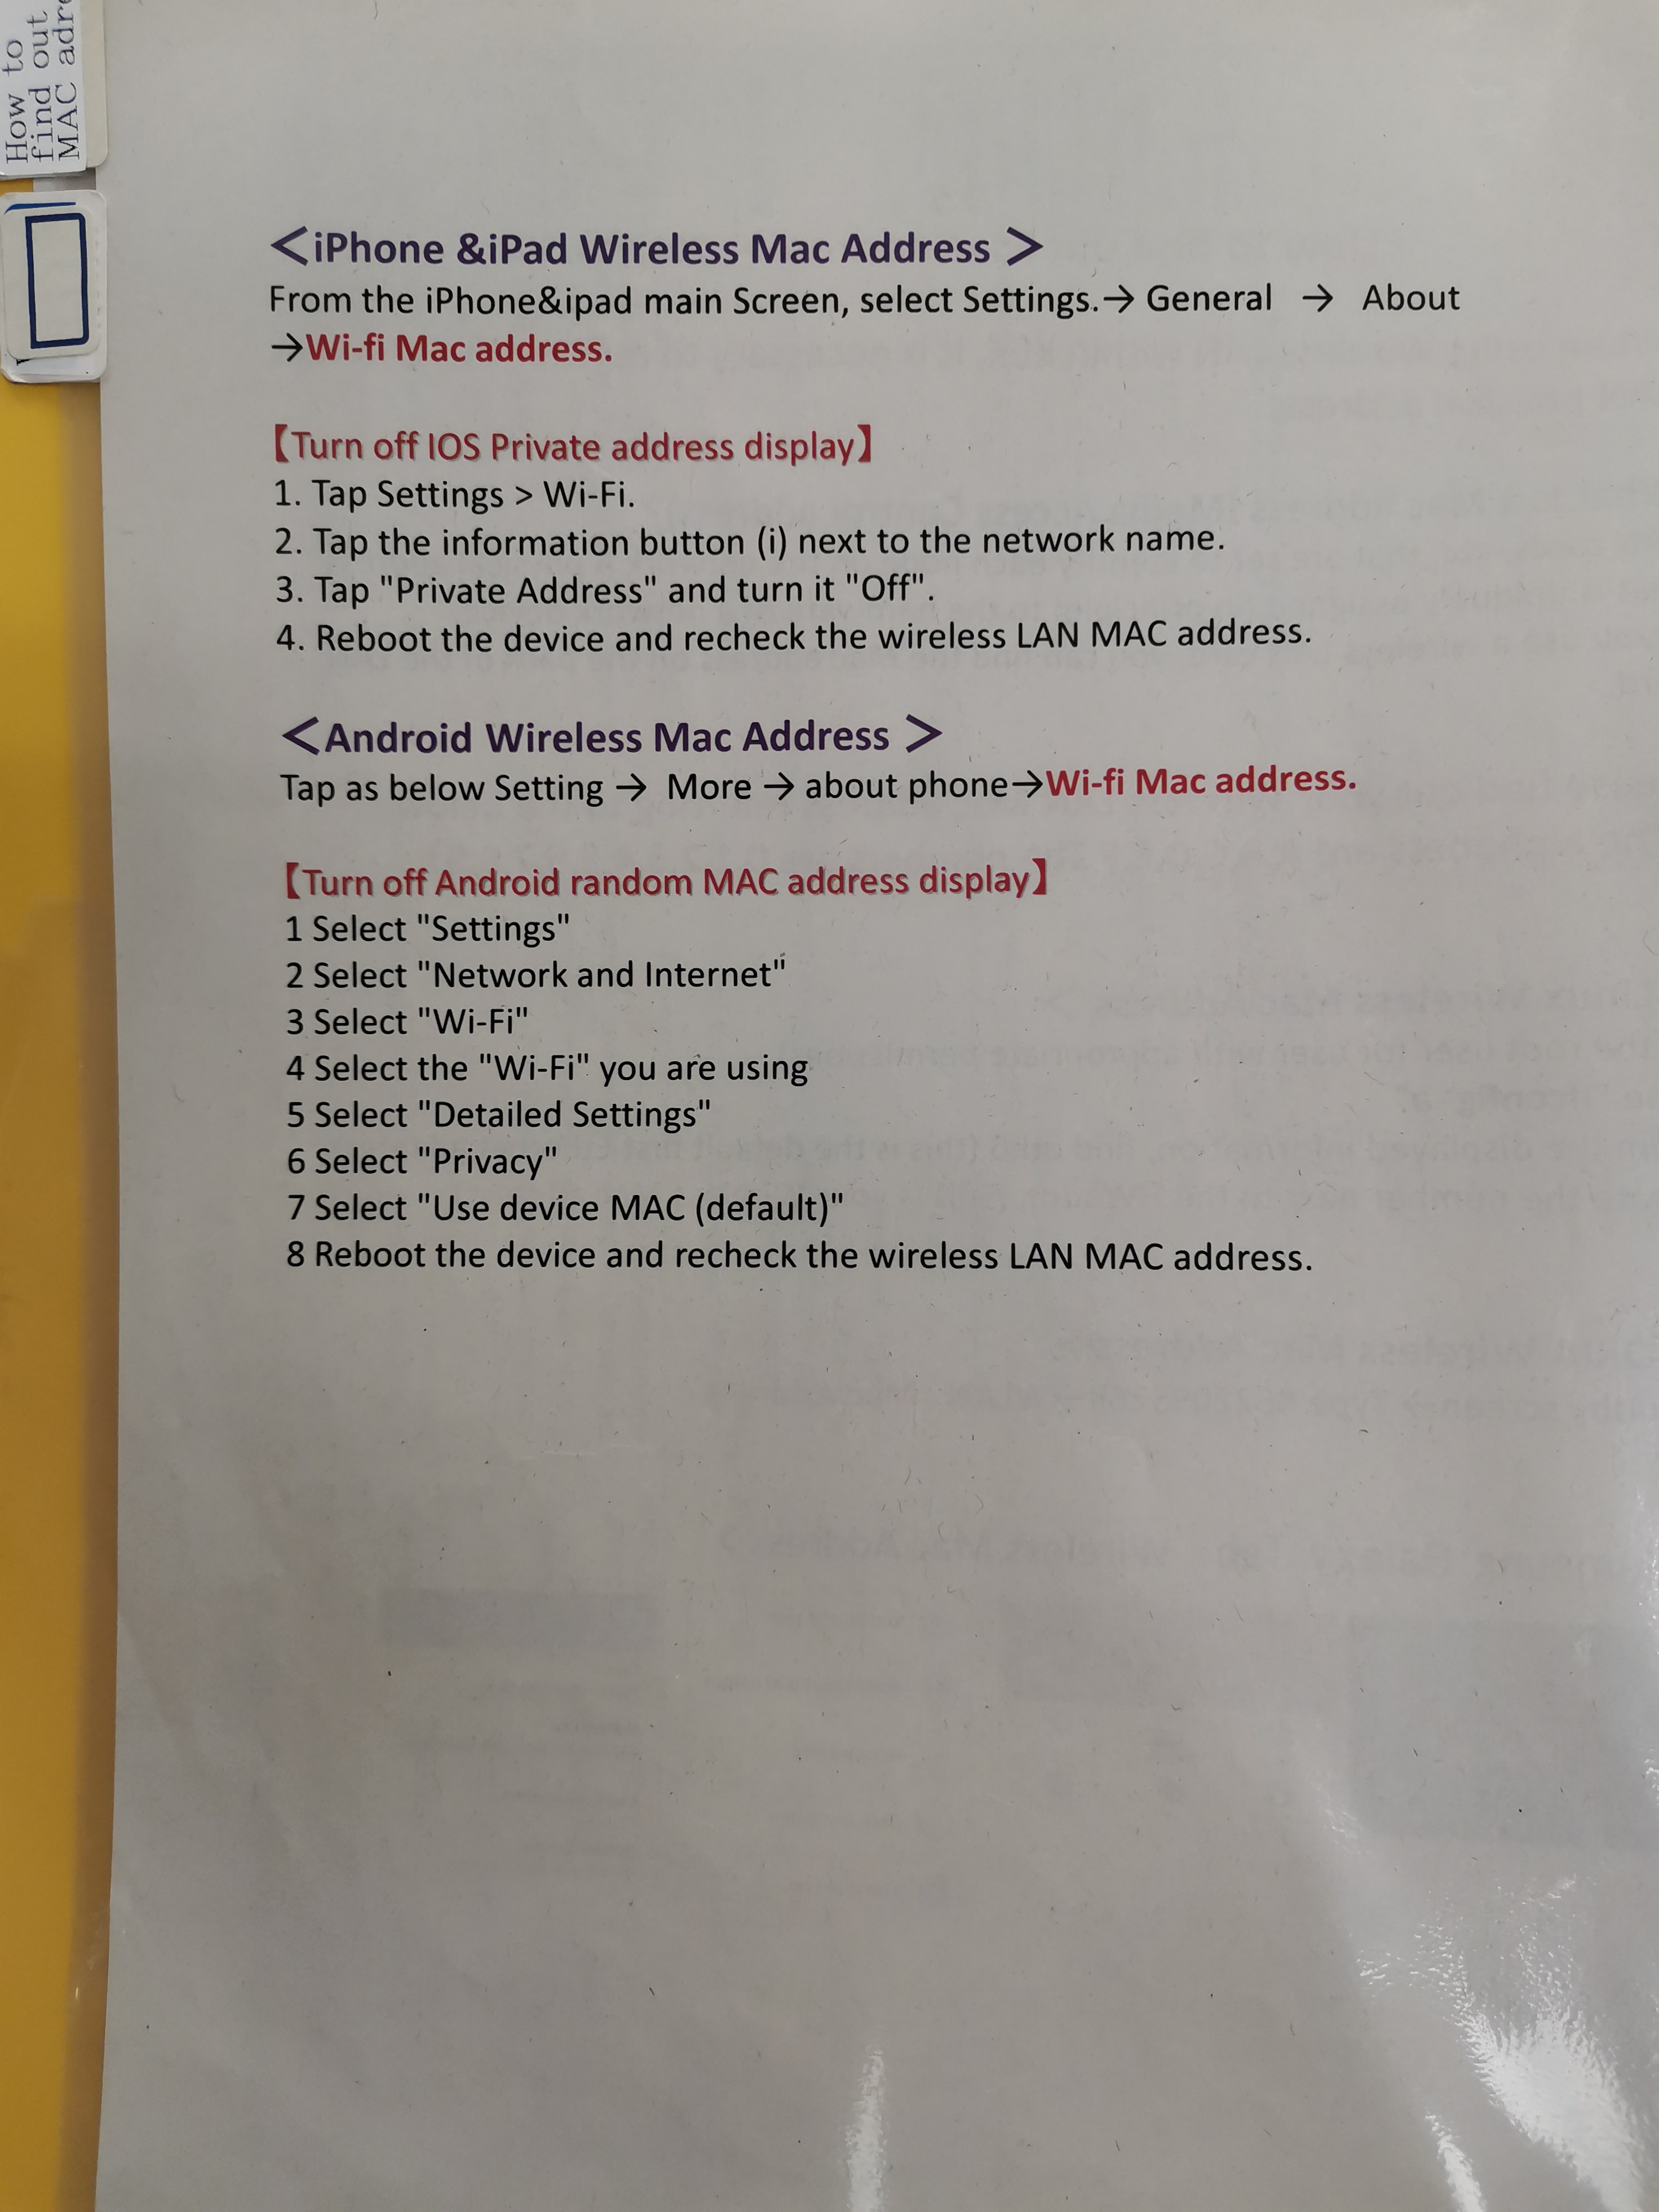 How to
find out
MAC
＜iPhone &iPad Wireless Mac Address ＞
From the iPhone&ipad main Screen, select Settings.→ General → About
→Wi-fi Mac address.
【Turn off IOS Private address display】
1. Tap Settings > Wi-Fi.
2. Tap the information button (i) next to the network name.
3. Tap "Private Address" and turn it "Off".
4. Reboot the device and recheck the wireless LAN MAC address.
＜Android Wireless Mac Address ＞
Tap as below Setting → More → about phone→Wi-fi Mac address.
【Turn off Android random MAC address display】
1 Select "Settings"
2 Select "Network and Internet"
3 Select "Wi-Fi"
4 Select the "Wi-Fi" you are using
5 Select "Detailed Settings"
6 Select "Privacy"
7 Select "Use device MAC (default)"
8 Reboot the device and recheck the wireless LAN MAC address.